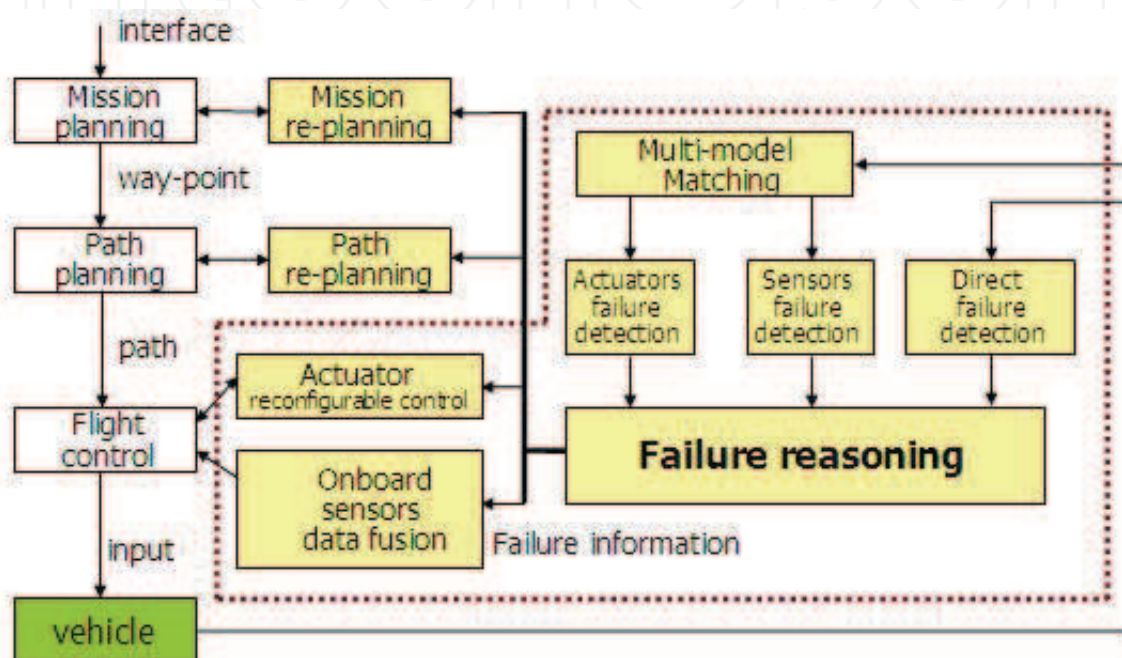 interface
Mission
planning
Mission
re-planning
Multi-model
Matching
way-point
Path
planning
Path
re-planning
Actuators
failure
detection
Sensors
failure
detection
Direct
failure
detection
path
Actuator
reconfigurable control
Flight
control
Failure reasoning
Onboard
sensors
data fusion
input
Failure information
vehicle